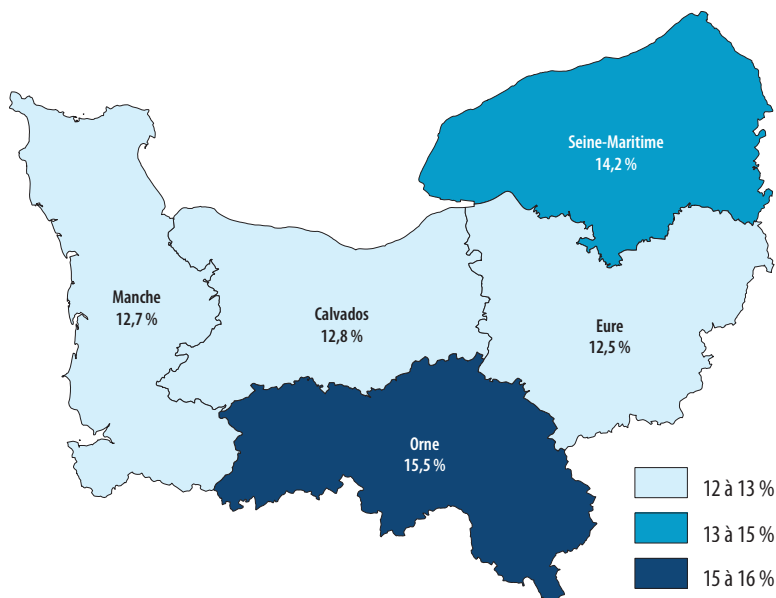 Seine-Maritime
14,2 %
Manche
12,7 %
Calvados
12,8 %
Eure
12,5 %
Orne
15,5 %
12 à 13 %
13 à 15 %
15 à 16 %